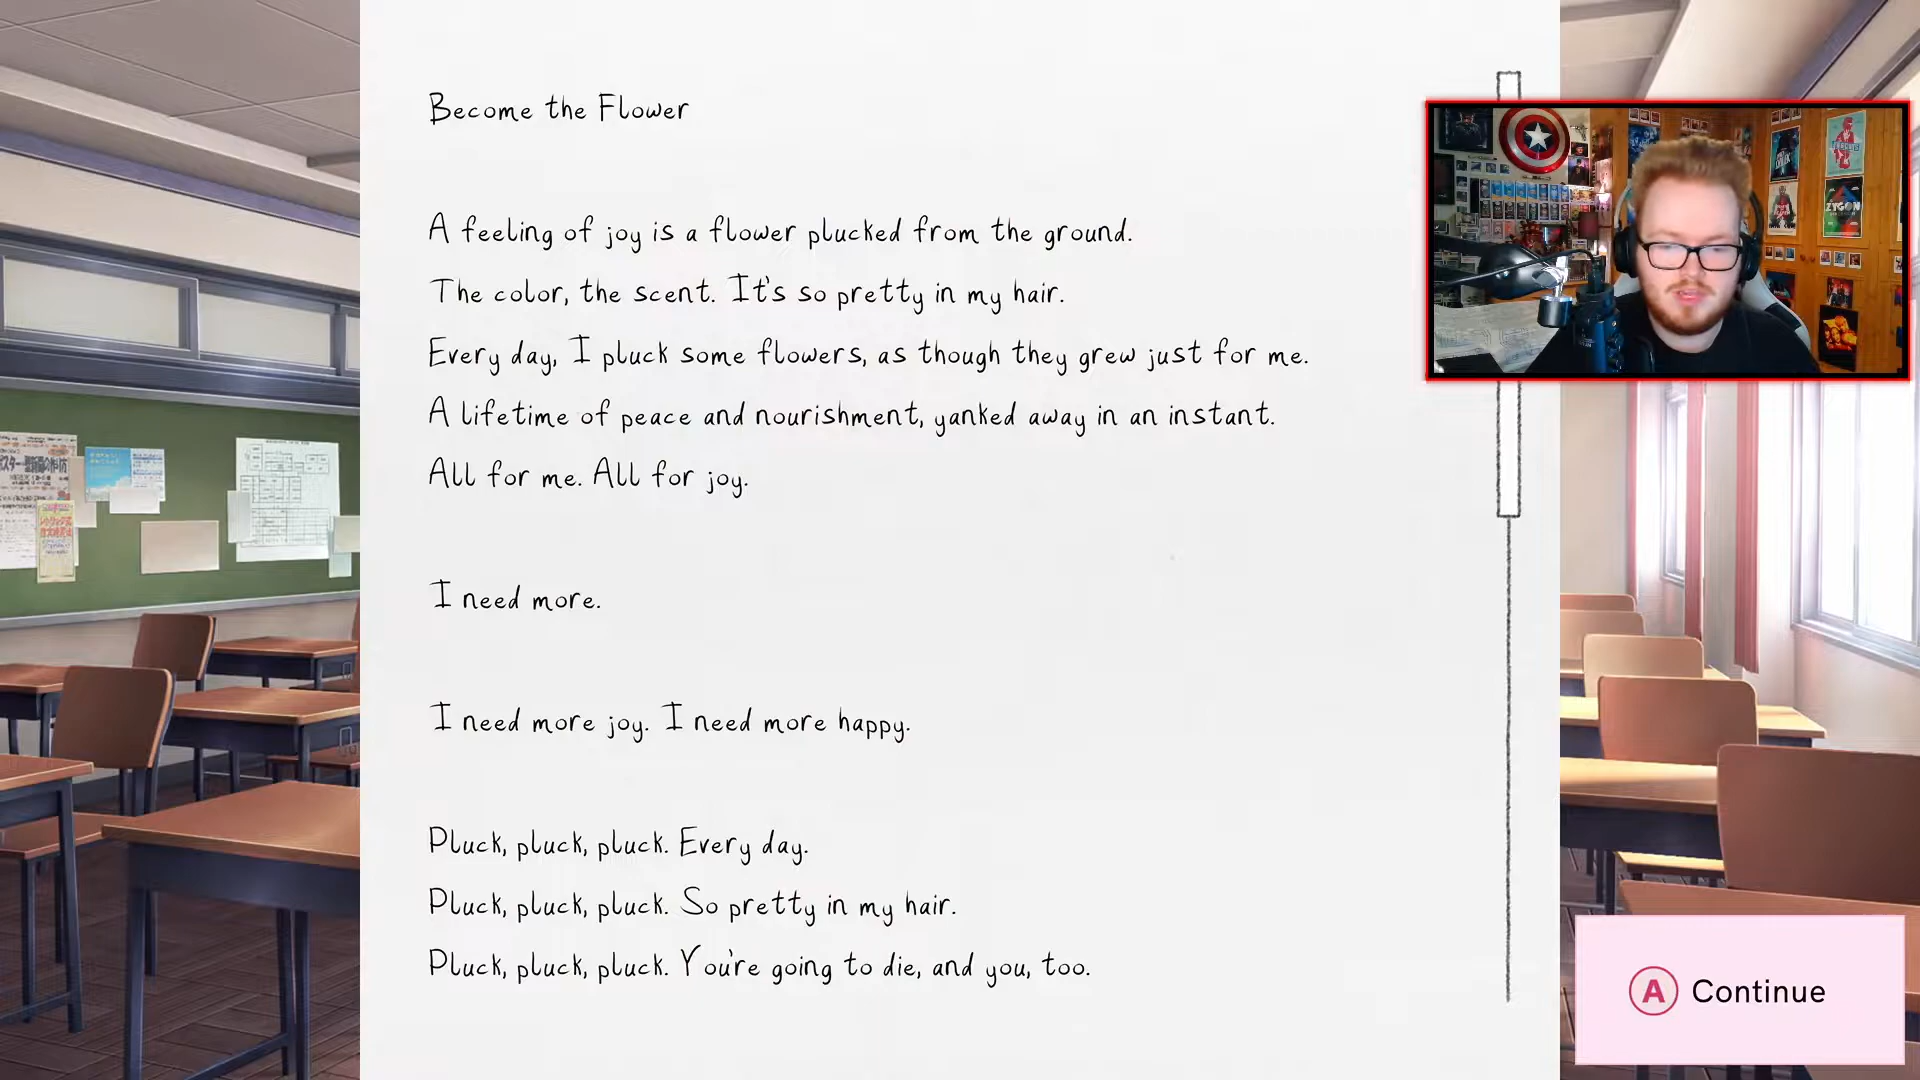 Become the Flower
A feeling of joy is a flower plucked from the ground.
The color, the scent. It's so pretty in my hair.
Every day, I pluck some flowers, as though they grew just for me.
A lifetime of peace and nourishment, yanked away in an instant.
All for me. All for joy.
I need more.
I need more joy. I need more happy.
Pluck, pluck, pluck. Every day.
Pluck, pluck, pluck. So pretty in my hair.
Pluck, pluck, pluck. You're going to die, and you, too.
ZYGON
A Continue